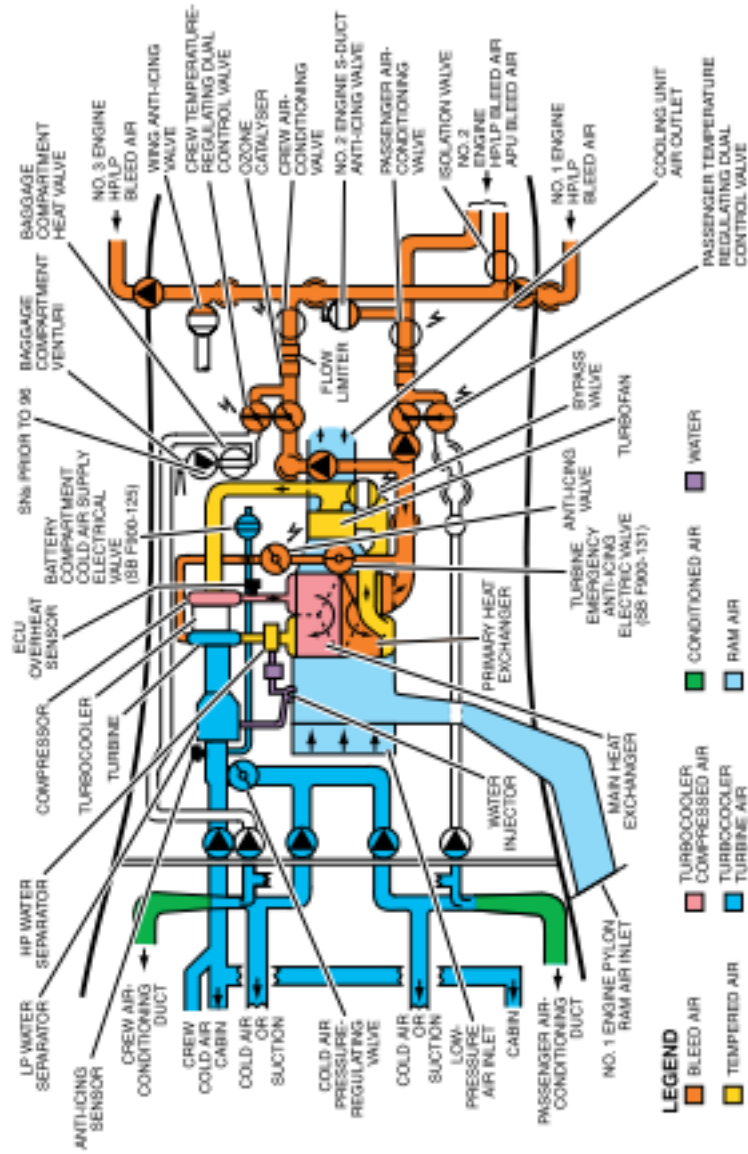 LP WATER
SEPARATOR
HP WATER
SEPARATOR
ANTI-ICING
SENSOR
COMPRESSOR
TURBOCOOLER
TURBINE
ECU
OVERHEAT
SENSOR
BATTERY
COMPARTMENT
COLD AIR SUPPLY
ELECTRICAL
VALVE
(SB F900-125)
SNs PRIOR TO 96
BAGGAGE
COMPARTMENT
VENTURI
BAGGAGE
COMPARTMENT
HEAT VALVE
NO. 3 ENGINE
HP/LP
BLEED AIR
WING ANTI-ICING
VALVE
CREW TEMPERATURE-
REGULATING DUAL
CONTROL VALVE
OZONE
CATALYSER
CREW AIR-
CONDITIONING
VALVE
NO. 2 ENGINE S-DUCT
ANTI-ICING VALVE
PASSENGER AIR-
CONDITIONING
VALVE
ISOLATION VALVE
NO. 2
ENGINE
HP/LP BLEED AIR
APU BLEED AIR
NO. 1 ENGINE
HP/LP
BLEED AIR
COOLING UNIT
AIR OUTLET
PASSENGER TEMPERATURE
REGULATING DUAL
CONTROL VALVE
FLOW
LIMITER
BYPASS
VALVE
TURBOFAN
ANTI-ICING
VALVE
TURBINE
EMERGENCY
ANTI-ICING
ELECTRIC VALVE
(SB F900-131)
PRIMARY HEAT
EXCHANGER
MAIN HEAT
EXCHANGER
WATER
INJECTOR
CREW AIR-
CONDITIONING
DUCT
CREW
COLD AIR
CABIN
COLD AIR
OR
SUCTION
COLD AIR
PRESSURE-
REGULATING
VALVE
COLD AIR
OR
SUCTION
LOW-
PRESSURE
AIR INLET
CABIN
PASSENGER AIR-
CONDITIONING
DUCT
NO. 1 ENGINE PYLON
RAM AIR INLET
LEGEND
BLEED AIR
TEMPERED AIR
TURBOCOOLER
COMPRESSED AIR
TURBOCOOLER
TURBINE AIR
CONDITIONED AIR
RAM AIR
WATER